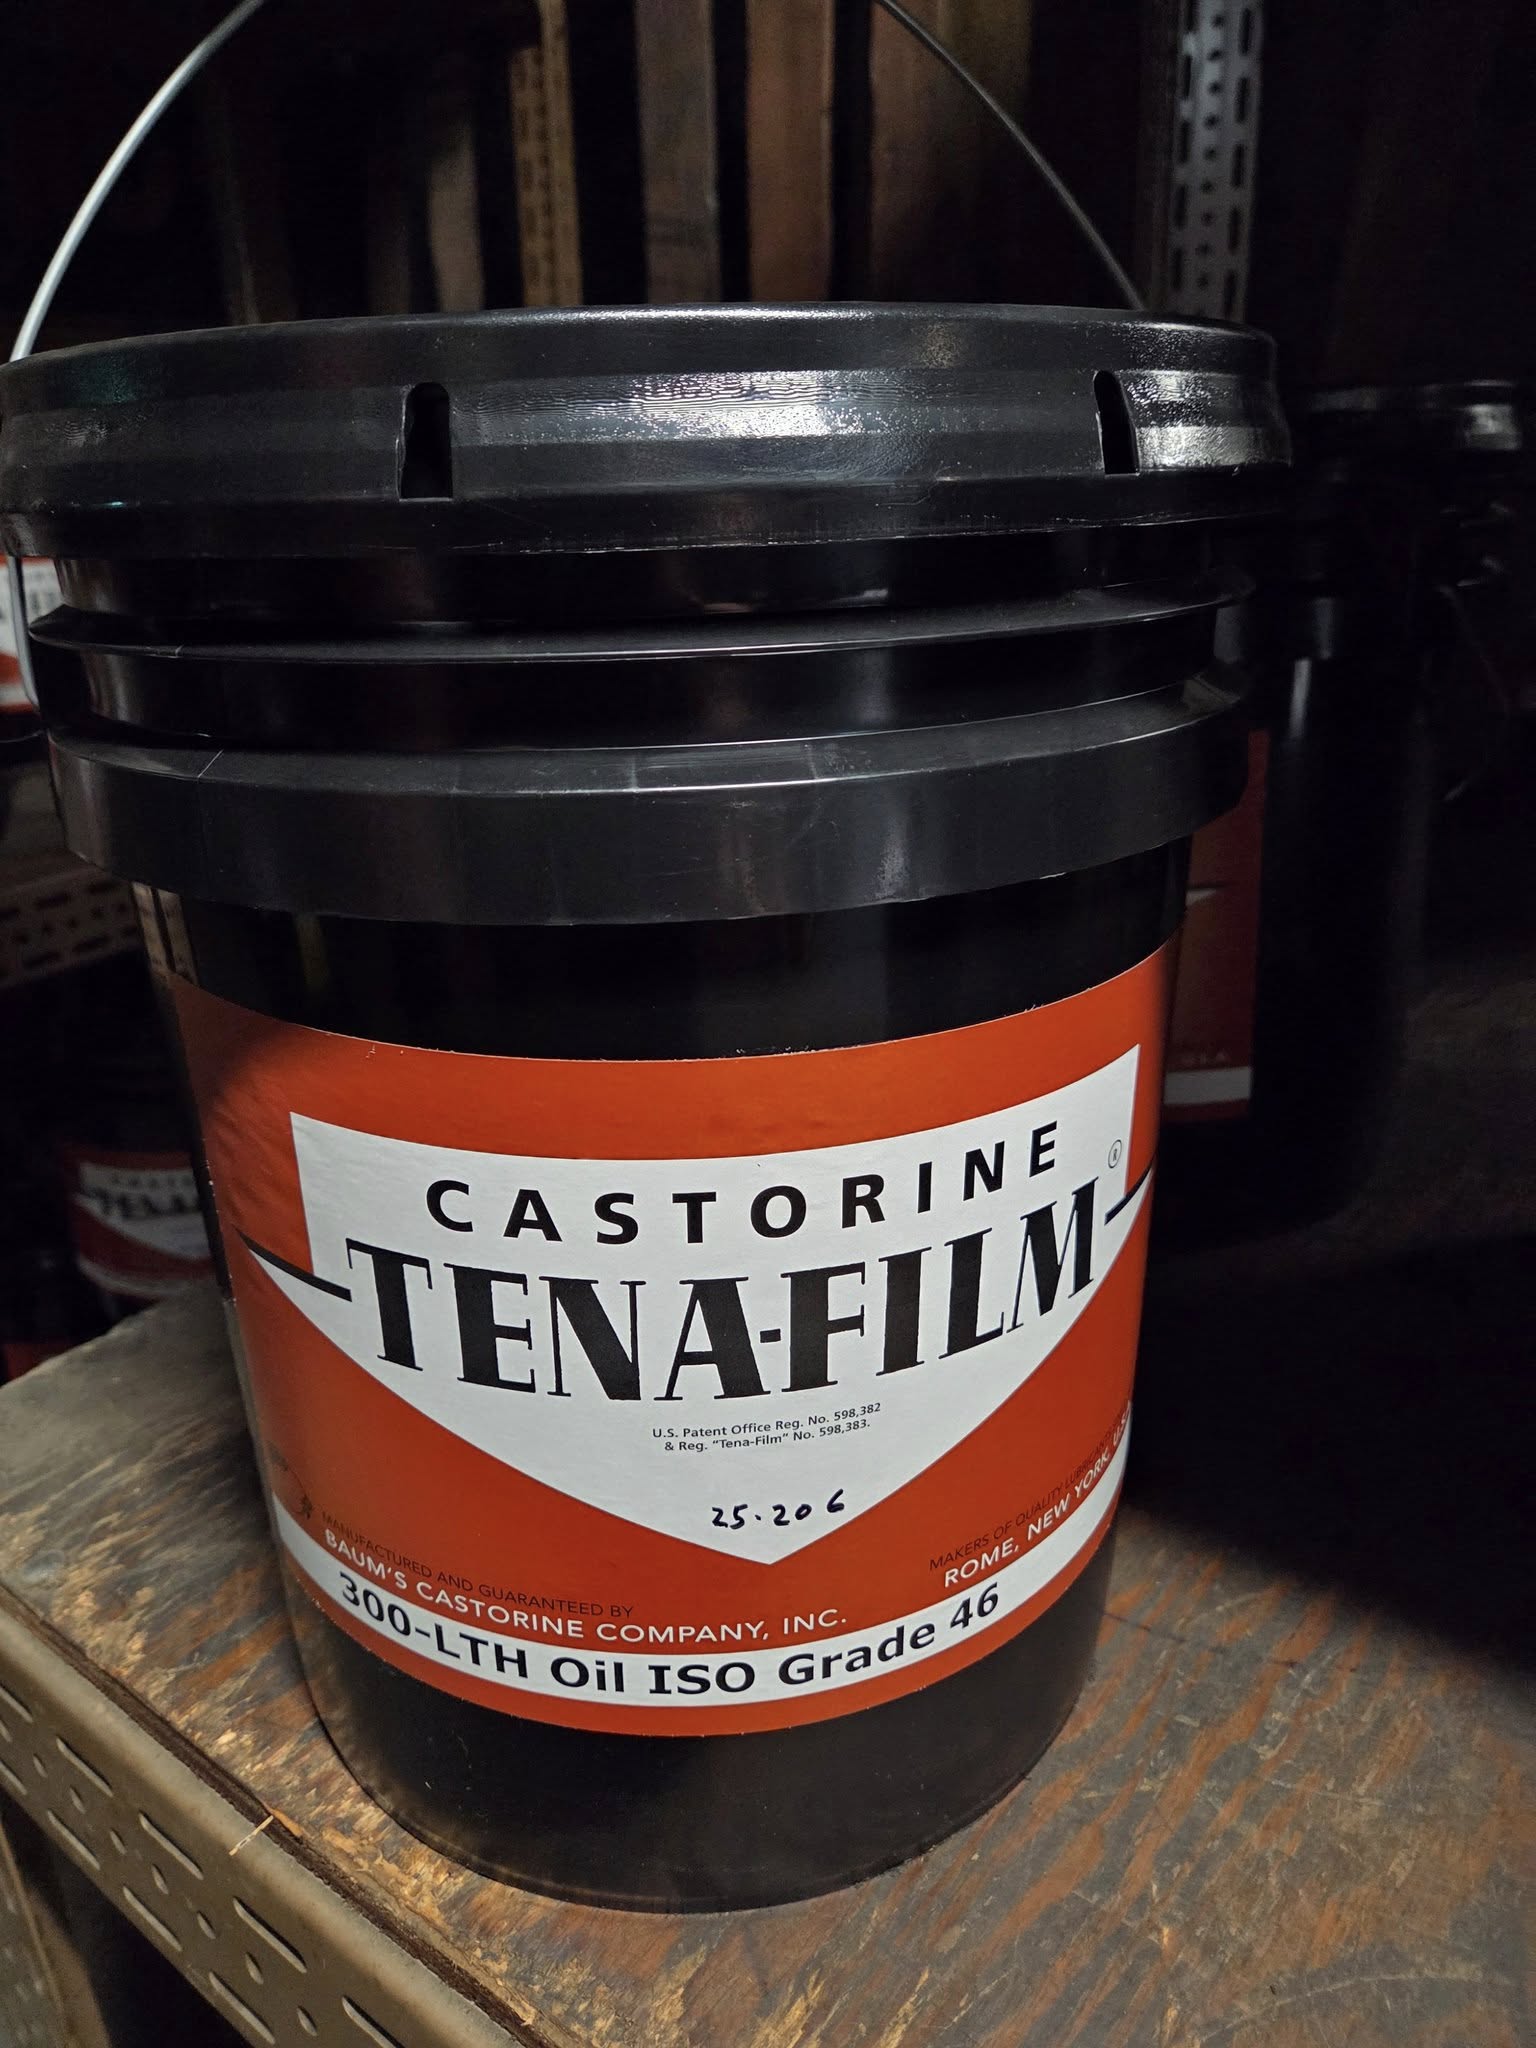 CASTORINE
TENA-FILM ®
U.S. Patent Office Reg. No. 598,382
& Reg. "Tena-Film" No. 598,383.
25-206
MANUFACTURED AND GUARANTEED BY
BAUM'S CASTORINE COMPANY, INC.
MAKERS OF QUALITY LUBRICANTS
ROME, NEW YORK, U.S.A.
300-LTH Oil ISO Grade 46